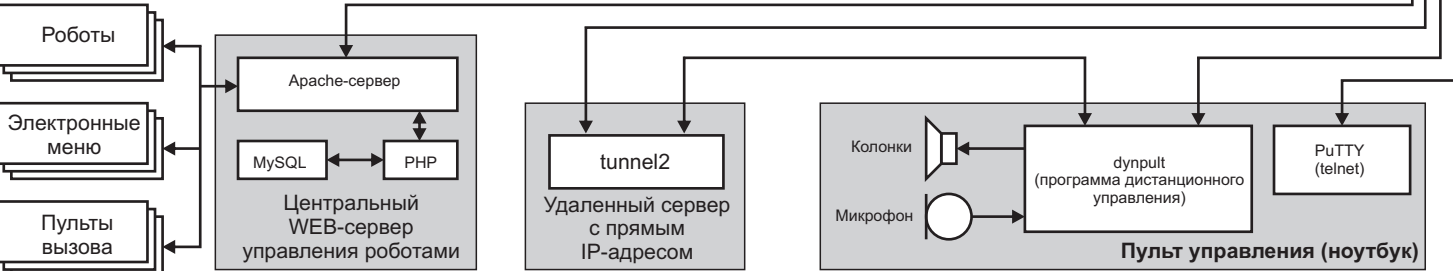 Роботы
Электронные
меню
Пульты
вызова
Apache-сервер
MySQL
PHP
Центральный
WEB-сервер
управления роботами
tunnel2
Удаленный сервер
с прямым
IP-адресом
Колонки
Микрофон
dynpult
(программа дистанционного
управления)
PuTTY
(telnet)
Пульт управления (ноутбук)